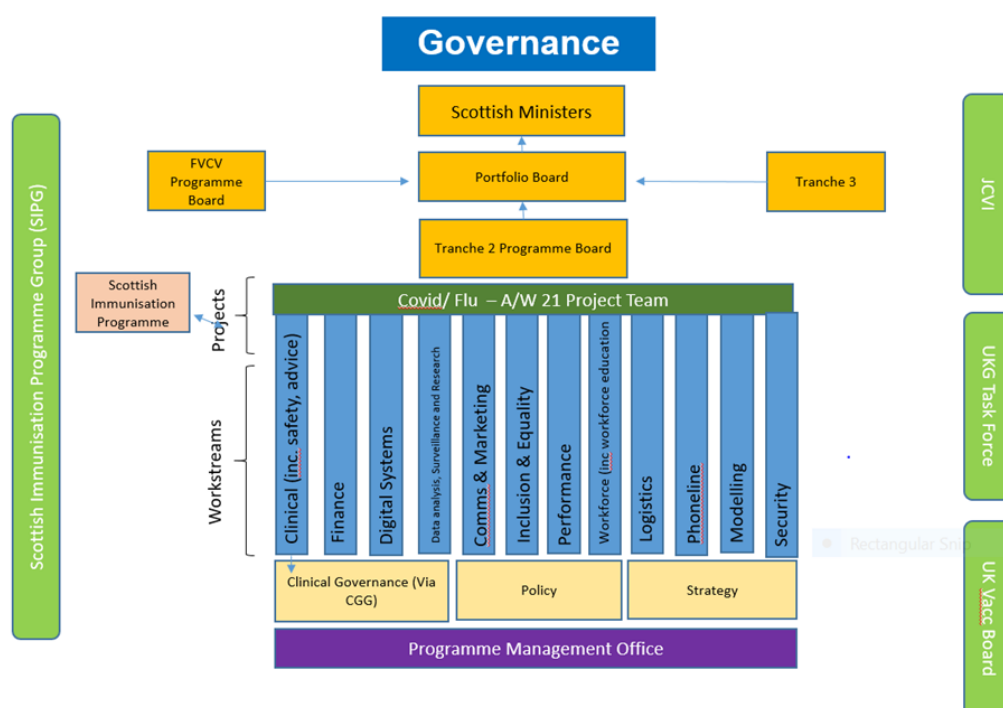 Governance
Scottish Ministers
FVCV
Programme
Board
Portfolio Board
Tranche 3
Tranche 2 Programme Board
Scottish Immunisation Program Group (SIPG)
JCVI
UKG Task Force
UK Vacc Board
Scottish
Immunisation
Programme
Projects
Covid/ Flu – A/W 21 Project Team
Workstreams
Clinical (inc. safety, advice)
Finance
Digital Systems
Data analysis, Surveillance and Research
Comms & Marketing
Inclusion & Equality
Performance
Workforce (inc workforce education
Logistics
Phoneline
Modelling
Security
Rectangular Snip
Clinical Governance (Via
CGG)
Policy
Strategy
Programme Management Office